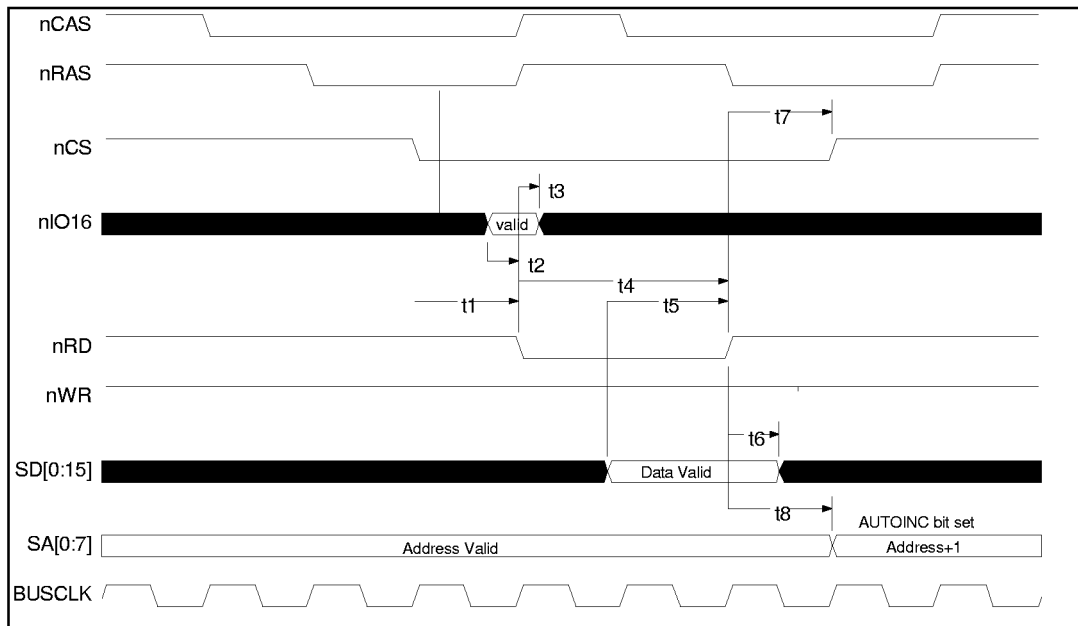 nCAS
nRAS
t7
nCS
t3
nIO16
valid
t2
t4
t1
t5
nRD
nWR
t6
SD[0:15]
Data Valid
t8
AUTOINC bit set
SA[0:7]
Address Valid
Address+1
BUSCLK